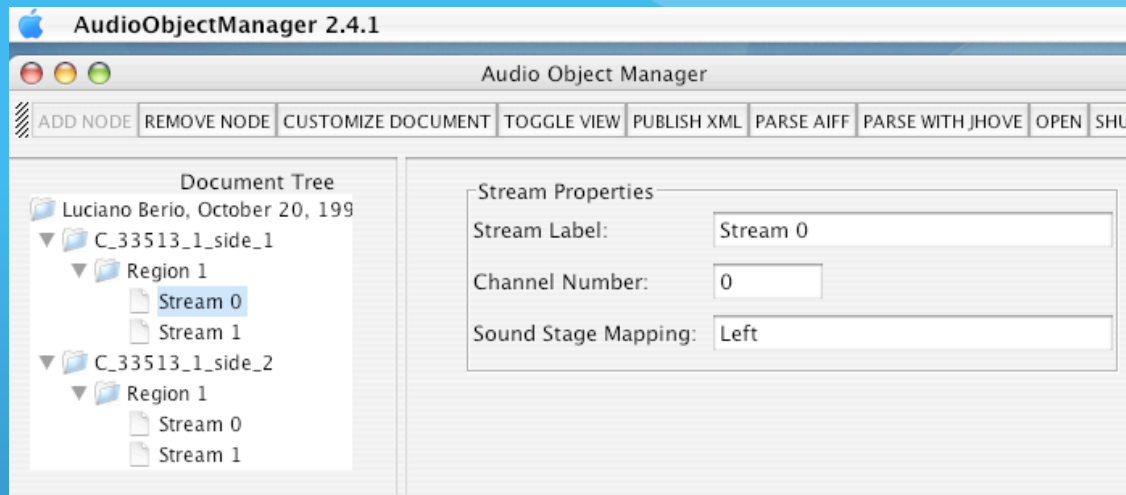 AudioObjectManager 2.4.1
Audio Object Manager
ADD NODE REMOVE NODE CUSTOMIZE DOCUMENT TOGGLE VIEW PUBLISH XML PARSE AIFF PARSE WITH JHOVE OPEN SHU
Document Tree
Luciano Berio, October 20, 199
C_33513_1_side_1
Region 1
Stream 0
Stream 1
C_33513_1_side_2
Region 1
Stream 0
Stream 1
Stream Properties
Stream Label: Stream 0
Channel Number: 0
Sound Stage Mapping: Left